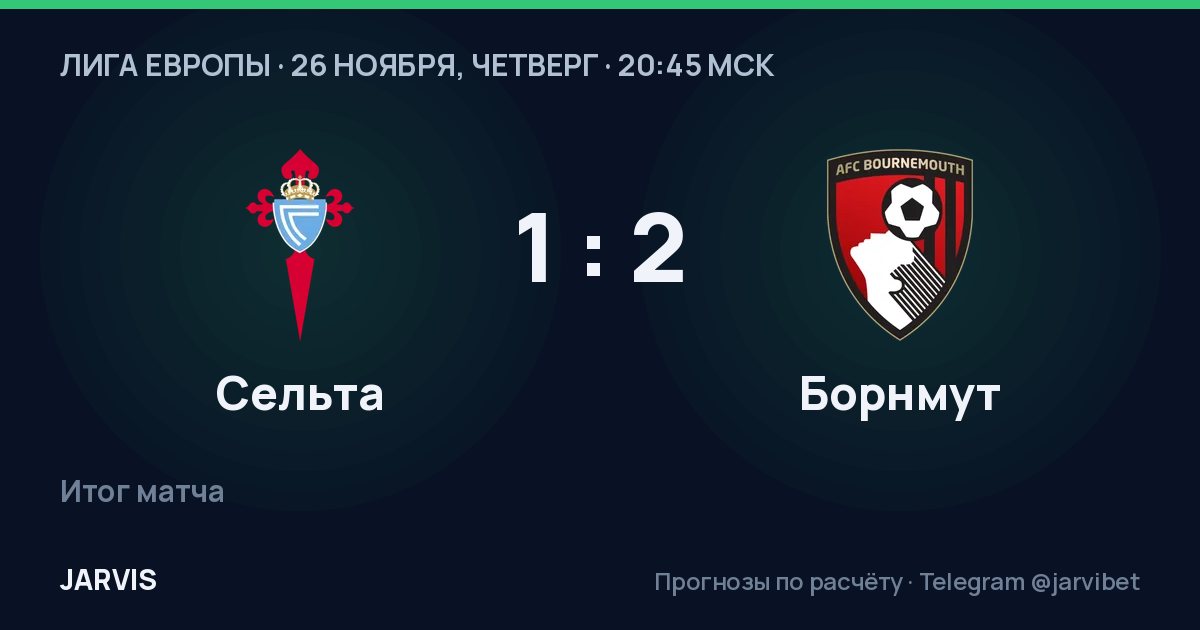 ЛИГА ЕВРОПЫ · 26 НОЯБРЯ, ЧЕТВЕРГ · 20:45 МСК
AFC BOURNEMOUTH
1 : 2
Сельта
Борнмут
Итог матча
JARVIS
Прогнозы по расчёту · Telegram @jarvibet